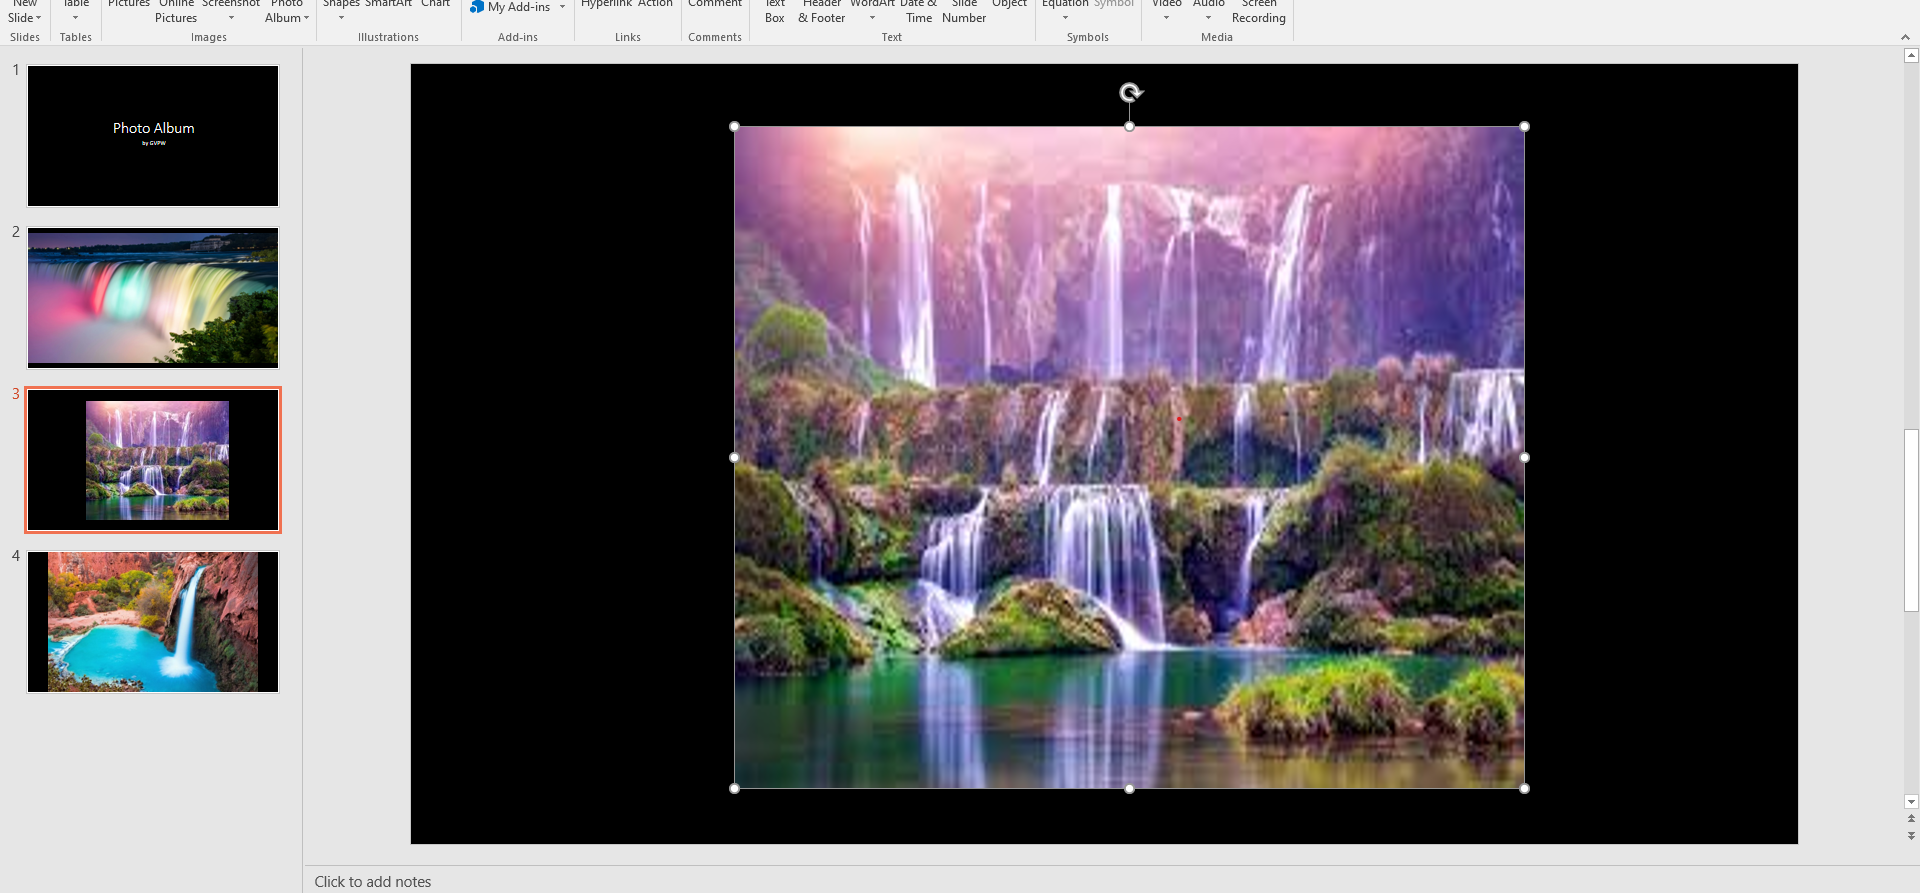 New Table Pictures Online Screenshot Photo Shapes SmartArt Chart My Add-ins Hyperlink Action Comment Text Header WordArt Date & Slide Object Equation Symbol Video Audio Screen
Slide Pictures Album Box & Footer Time Number Recording
Slides Tables Images Illustrations Add-ins Links Comments Text Symbols Media
1
Photo Album
by GVPW
2
3
4
Click to add notes